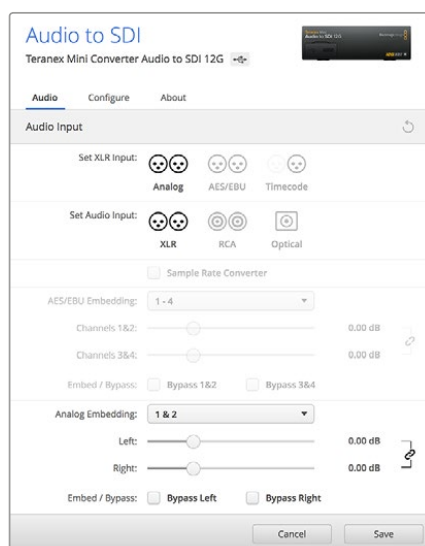 Audio to SDI
Teranex Mini Converter Audio to SDI 12G
Audio Configure About
Audio Input
Set XLR Input:
Analog AES/EBU Timecode
Set Audio Input:
XLR RCA Optical
Sample Rate Converter
AES/EBU Embedding: 1 - 4
Channels 1&2: 0.00 dB
Channels 3&4: 0.00 dB
Embed / Bypass: Bypass 1&2 Bypass 3&4
Analog Embedding: 1 & 2
Left: 0.00 dB
Right: 0.00 dB
Embed / Bypass: Bypass Left Bypass Right
Cancel Save